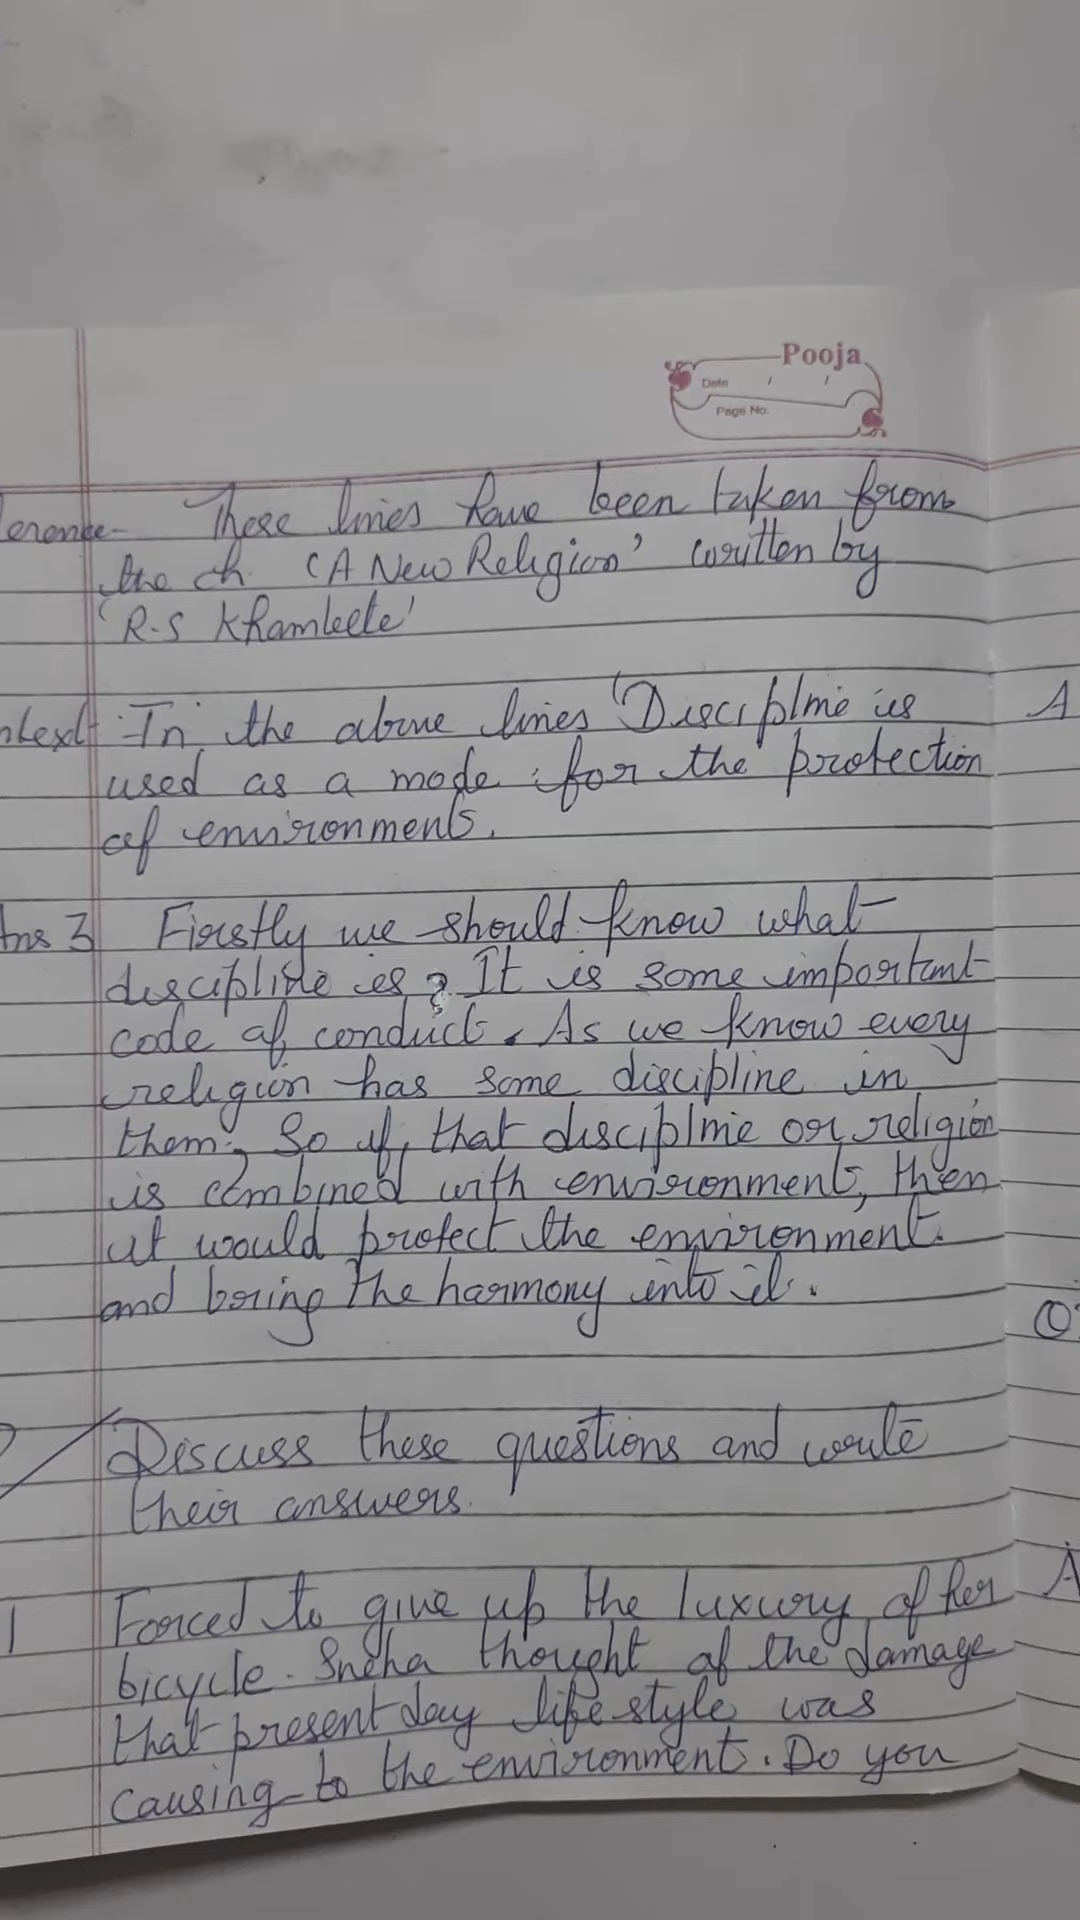 Pooja
Date / /
Page No.
erence- These lines have been taken from
the ch. 'A New Religion' written by
'R.S Khamleete'
ntext- In the above lines 'Discipline is
used as a mode for the protection
of environment.
Ans 3 Firstly we should know what
discipline is? It is some important
code of conduct. As we know every
religion has some discipline in
them. So if that discipline or religion
is combined with environment, then
it would protect the environment.
and bring the harmony into it.
Discuss these questions and write
their answers.
1 Forced to give up the luxury of her
bicycle. Sneha thought of the damage
that present day life style was
causing to the environment. Do you
A
Q
A